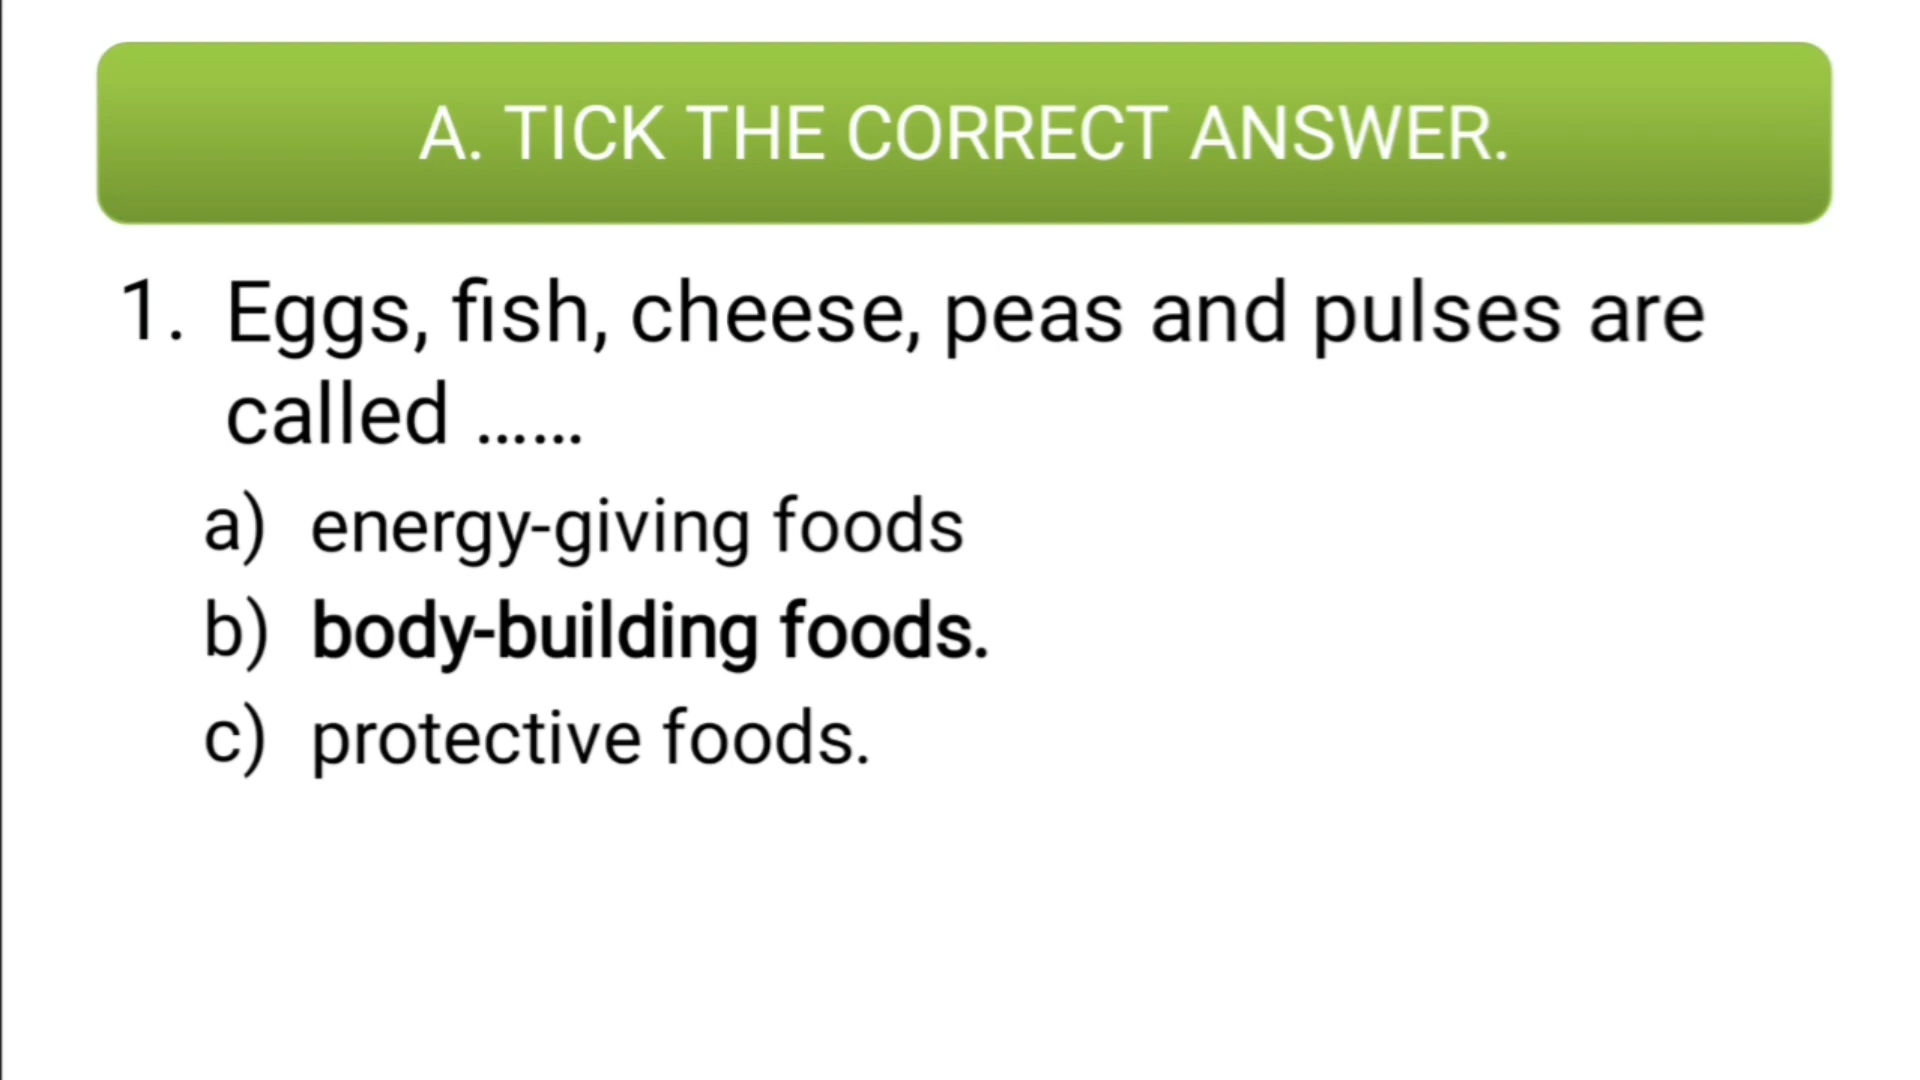 A. TICK THE CORRECT ANSWER.
1. Eggs, fish, cheese, peas and pulses are
called ......
a) energy-giving foods
b) body-building foods.
c) protective foods.